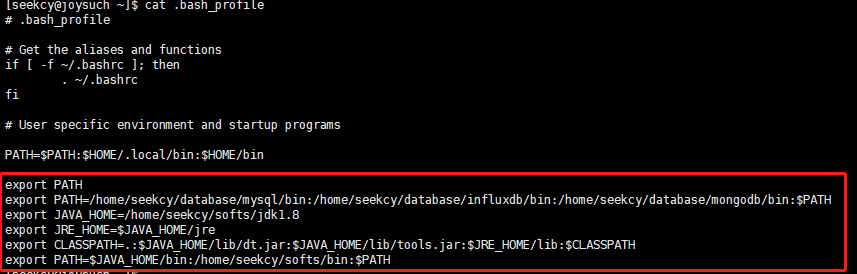 [seekcy@joysuch ~]$ cat .bash_profile
# .bash_profile
# Get the aliases and functions
if [ -f ~/.bashrc ]; then
. ~/.bashrc
fi
# User specific environment and startup programs
PATH=$PATH:$HOME/.local/bin:$HOME/bin
export PATH
export PATH=/home/seekcy/database/mysql/bin:/home/seekcy/database/influxdb/bin:/home/seekcy/database/mongodb/bin:$PATH
export JAVA_HOME=/home/seekcy/softs/jdk1.8
export JRE_HOME=$JAVA_HOME/jre
export CLASSPATH=.:$JAVA_HOME/lib/dt.jar:$JAVA_HOME/lib/tools.jar:$JRE_HOME/lib:$CLASSPATH
export PATH=$JAVA_HOME/bin:/home/seekcy/softs/bin:$PATH